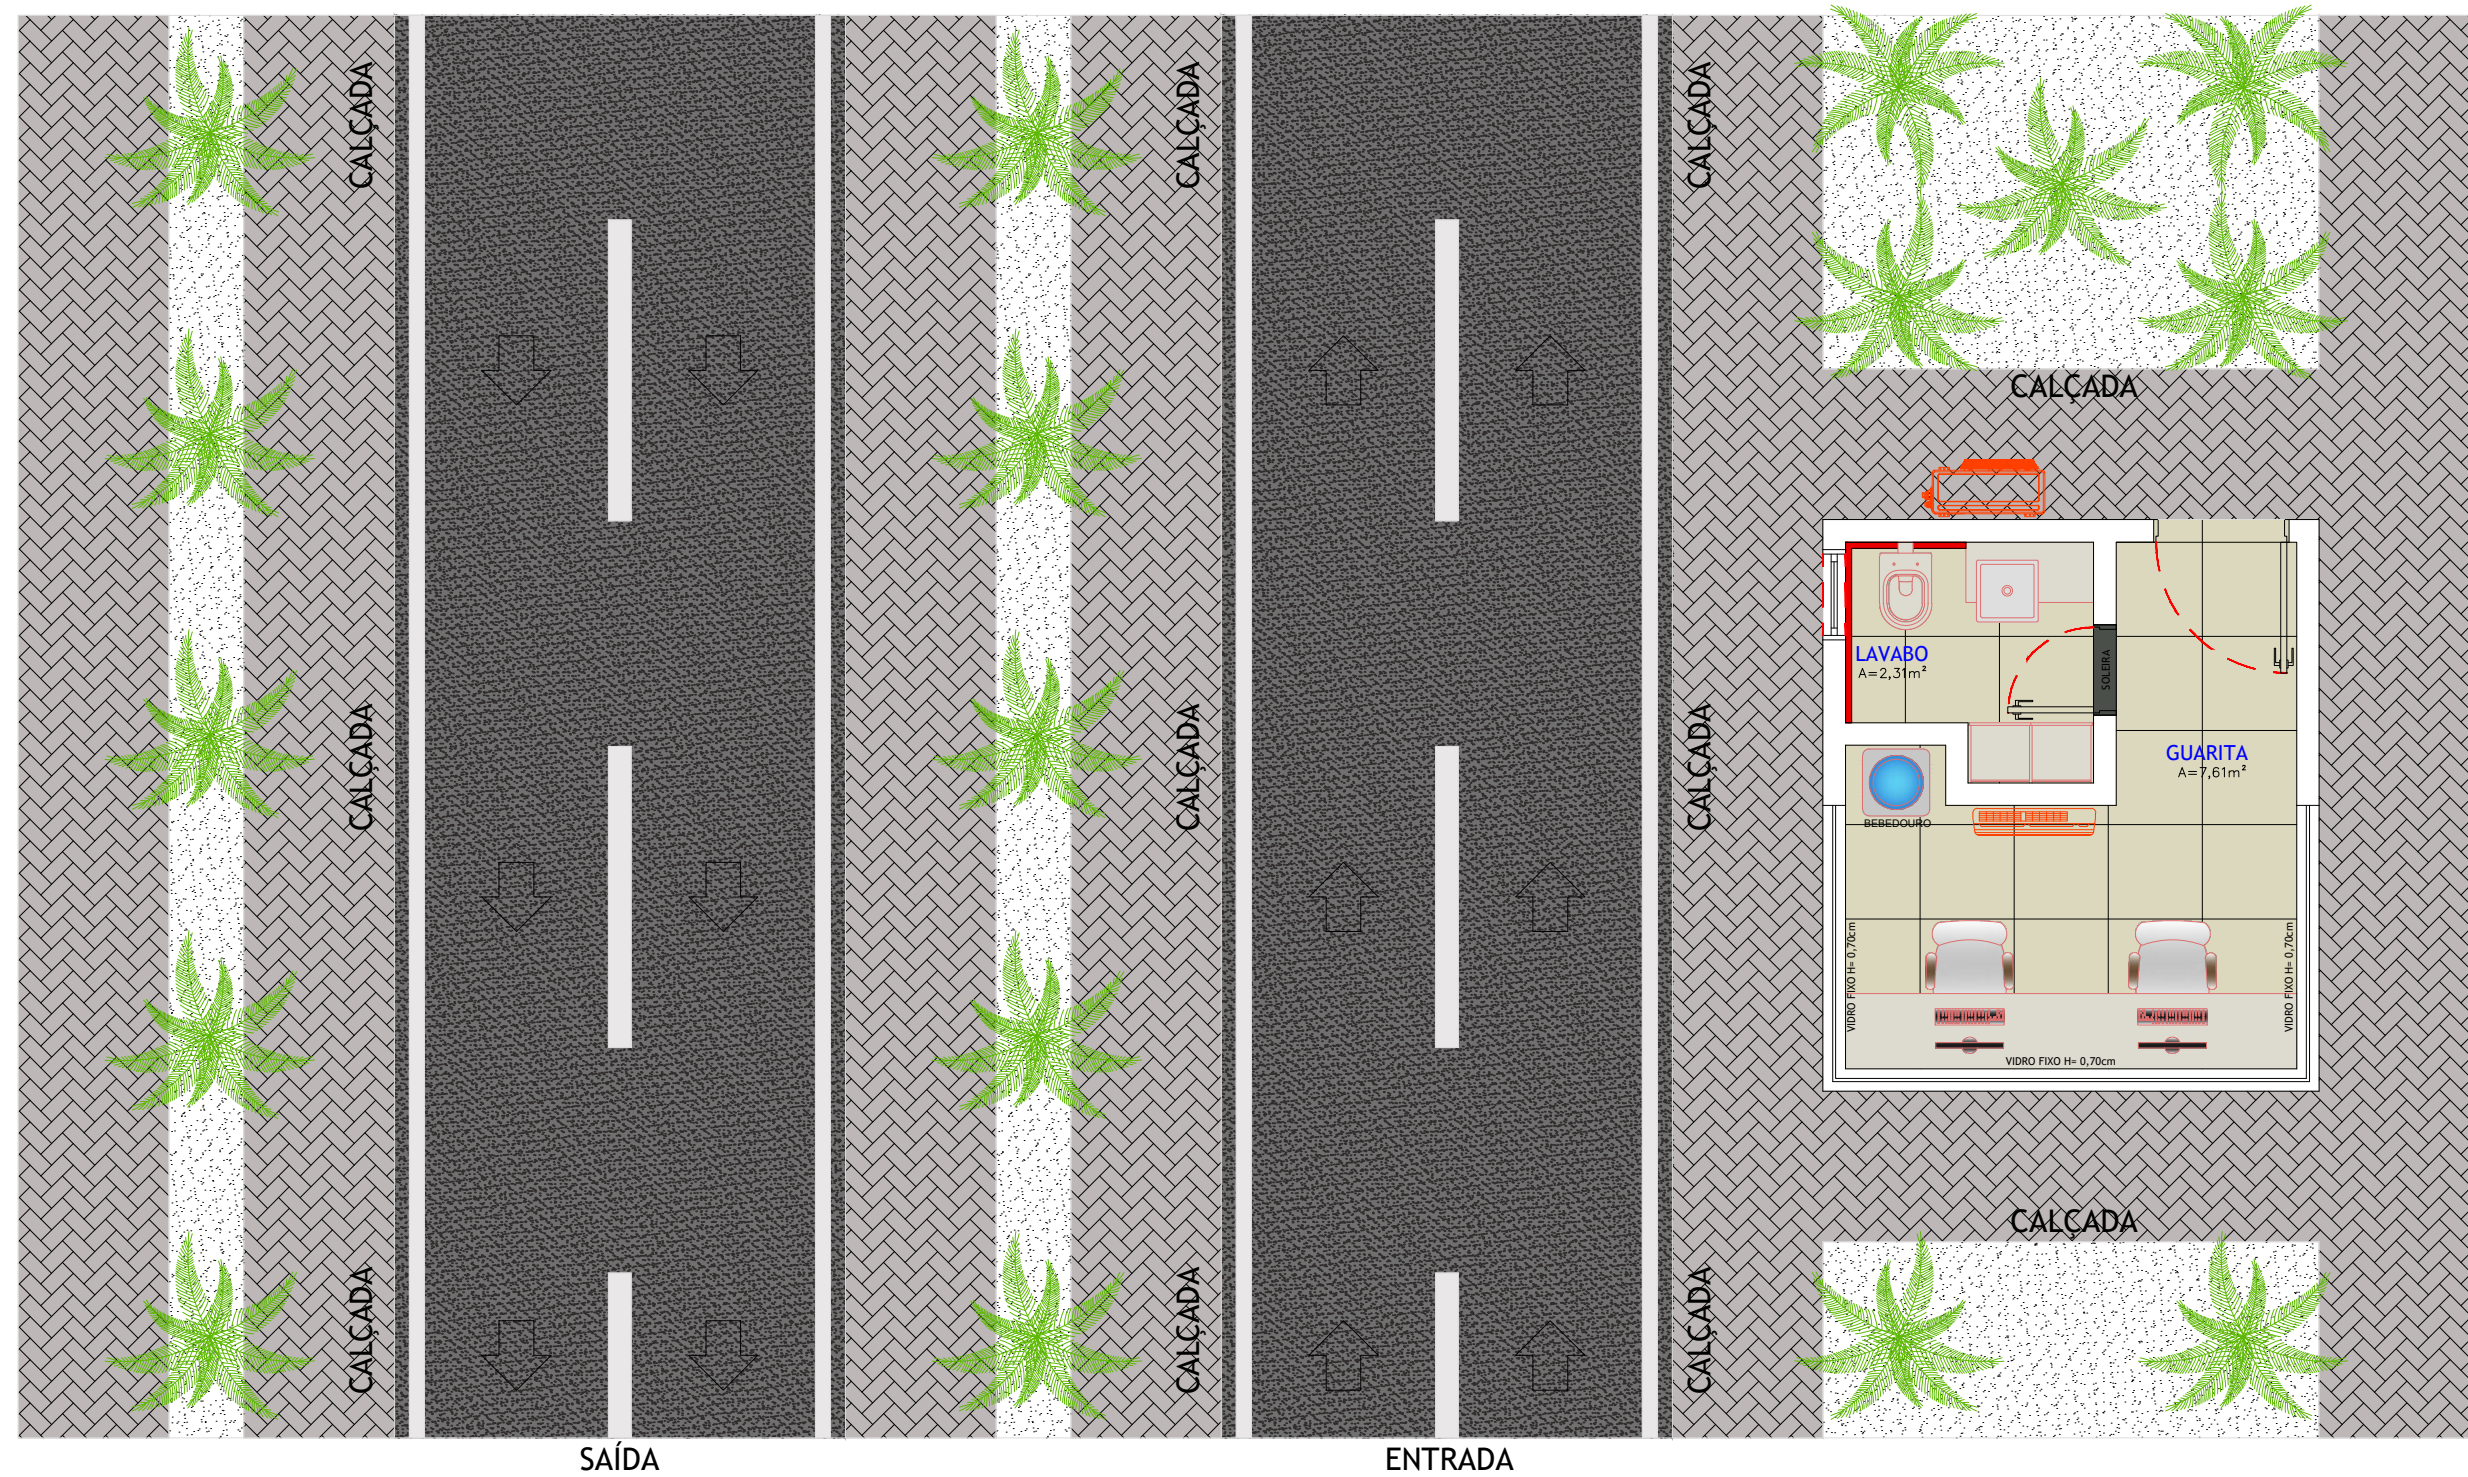 CALÇADA
CALÇADA
CALÇADA
CALÇADA
LAVABO
A=2,31m²
SOLEIRA
CALÇADA
CALÇADA
CALÇADA
GUARITA
A=7,61m²
BEBEDOURO
VIDRO FIXO H= 0,70cm
VIDRO FIXO H= 0,70cm
VIDRO FIXO H= 0,70cm
CALÇADA
CALÇADA
CALÇADA
CALÇADA
SAÍDA
ENTRADA